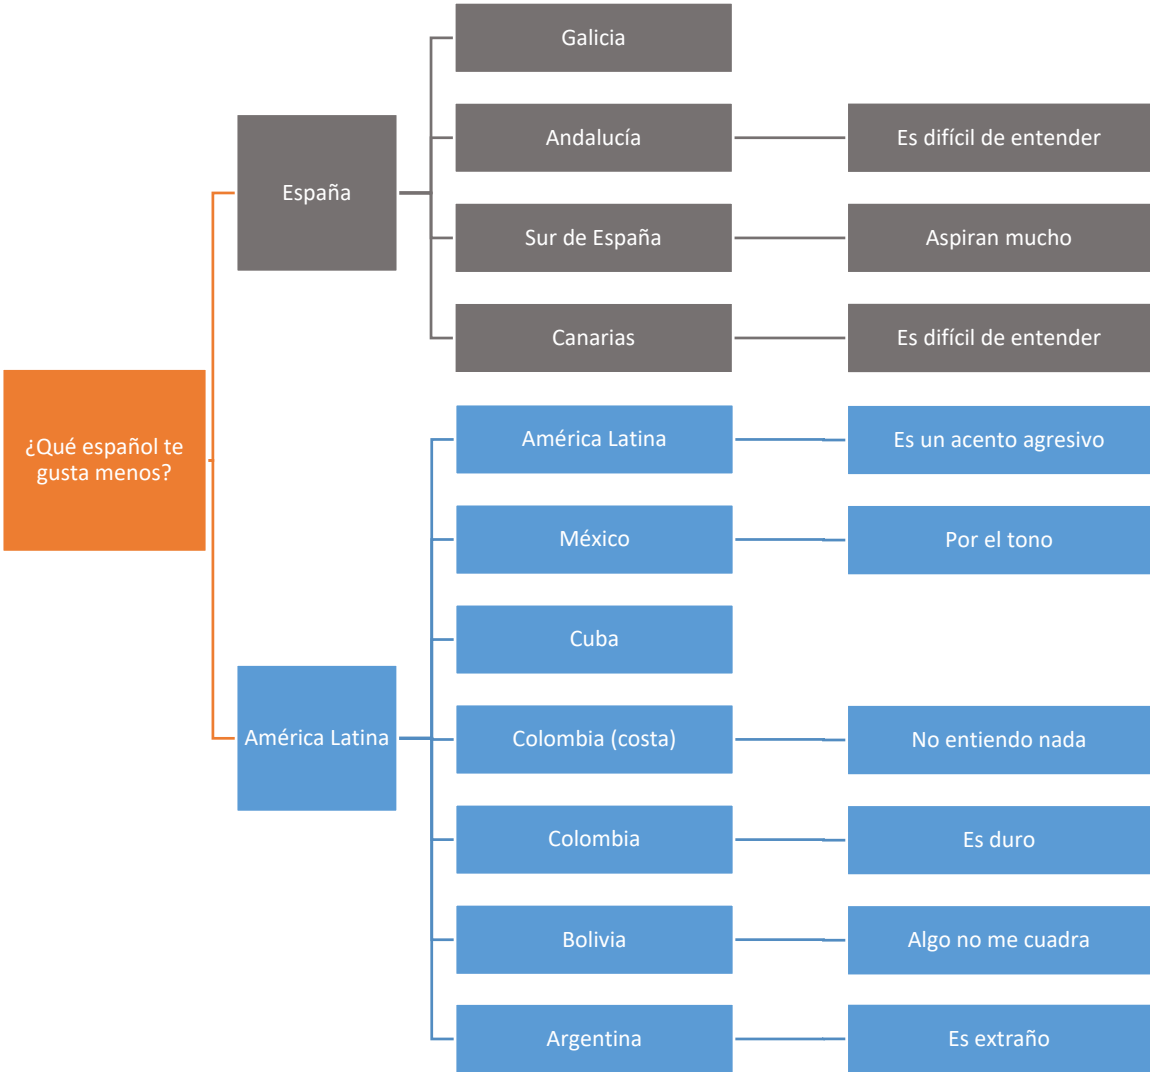 ¿Qué español te
gusta menos?
España
Galicia
Andalucía
Es difícil de entender
Sur de España
Aspiran mucho
Canarias
Es difícil de entender
América Latina
América Latina
Es un acento agresivo
México
Por el tono
Cuba
Colombia (costa)
No entiendo nada
Colombia
Es duro
Bolivia
Algo no me cuadra
Argentina
Es extraño